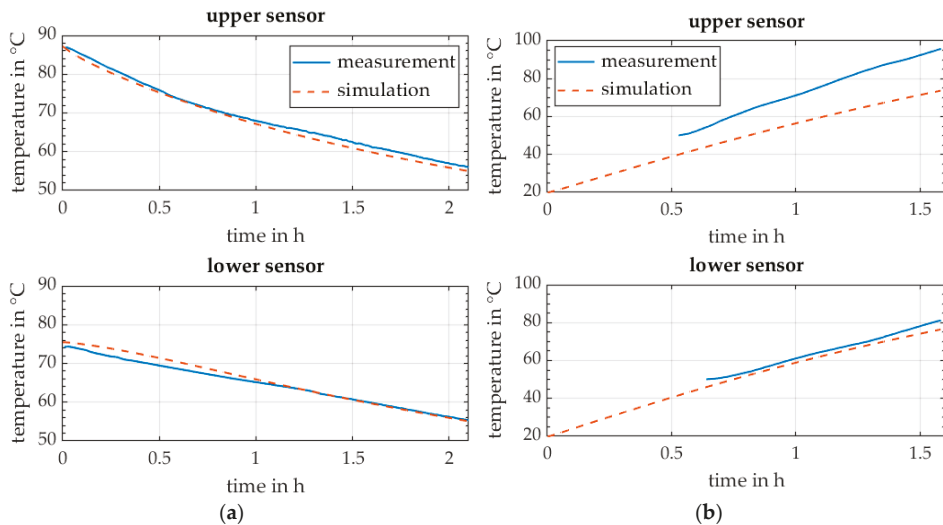 upper sensor
90
80
70
60
50
temperature in °C
measurement
simulation
0
0.5
1
1.5
2
time in h
lower sensor
90
80
70
60
50
temperature in °C
0
0.5
1
1.5
2
time in h
(a)
upper sensor
100
80
60
40
20
temperature in °C
measurement
simulation
0
0.5
1
1.5
time in h
lower sensor
100
80
60
40
20
temperature in °C
0
0.5
1
1.5
time in h
(b)